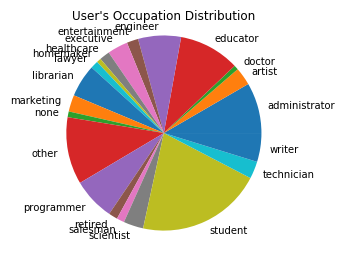 User's Occupation Distribution
engineer
entertainment
executive
healthcare
homemaker
lawyer
librarian
marketing
none
other
programmer
retired
salesman
scientist
student
technician
writer
administrator
artist
doctor
educator